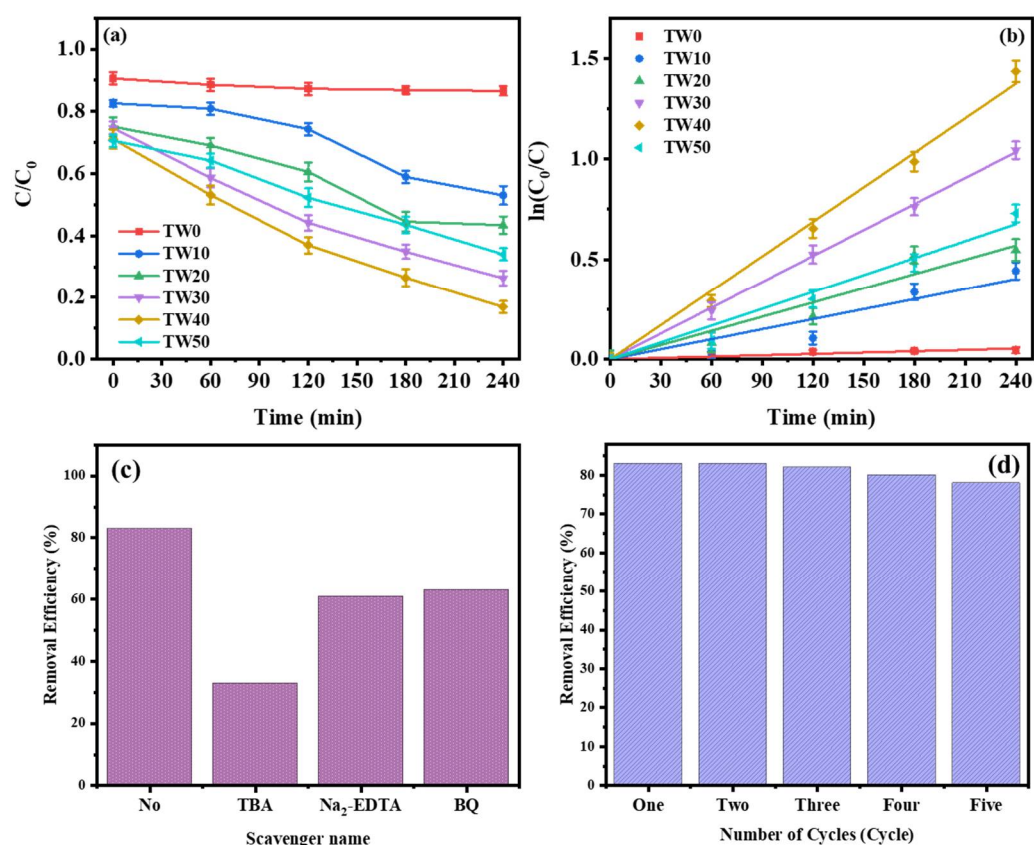 (a)
C/C0
1.0
0.8
0.6
0.4
0.2
0.0
TW0
TW10
TW20
TW30
TW40
TW50
0 30 60 90 120 150 180 210 240
Time (min)
(b)
ln(C0/C)
1.5
1.0
0.5
0.0
TW0
TW10
TW20
TW30
TW40
TW50
0 30 60 90 120 150 180 210 240
Time (min)
(c)
Removal Efficiency (%)
100
80
60
40
20
0
No TBA Na2-EDTA BQ
Scavenger name
(d)
Removal Efficiency (%)
80
70
60
50
40
30
20
10
0
One Two Three Four Five
Number of Cycles (Cycle)